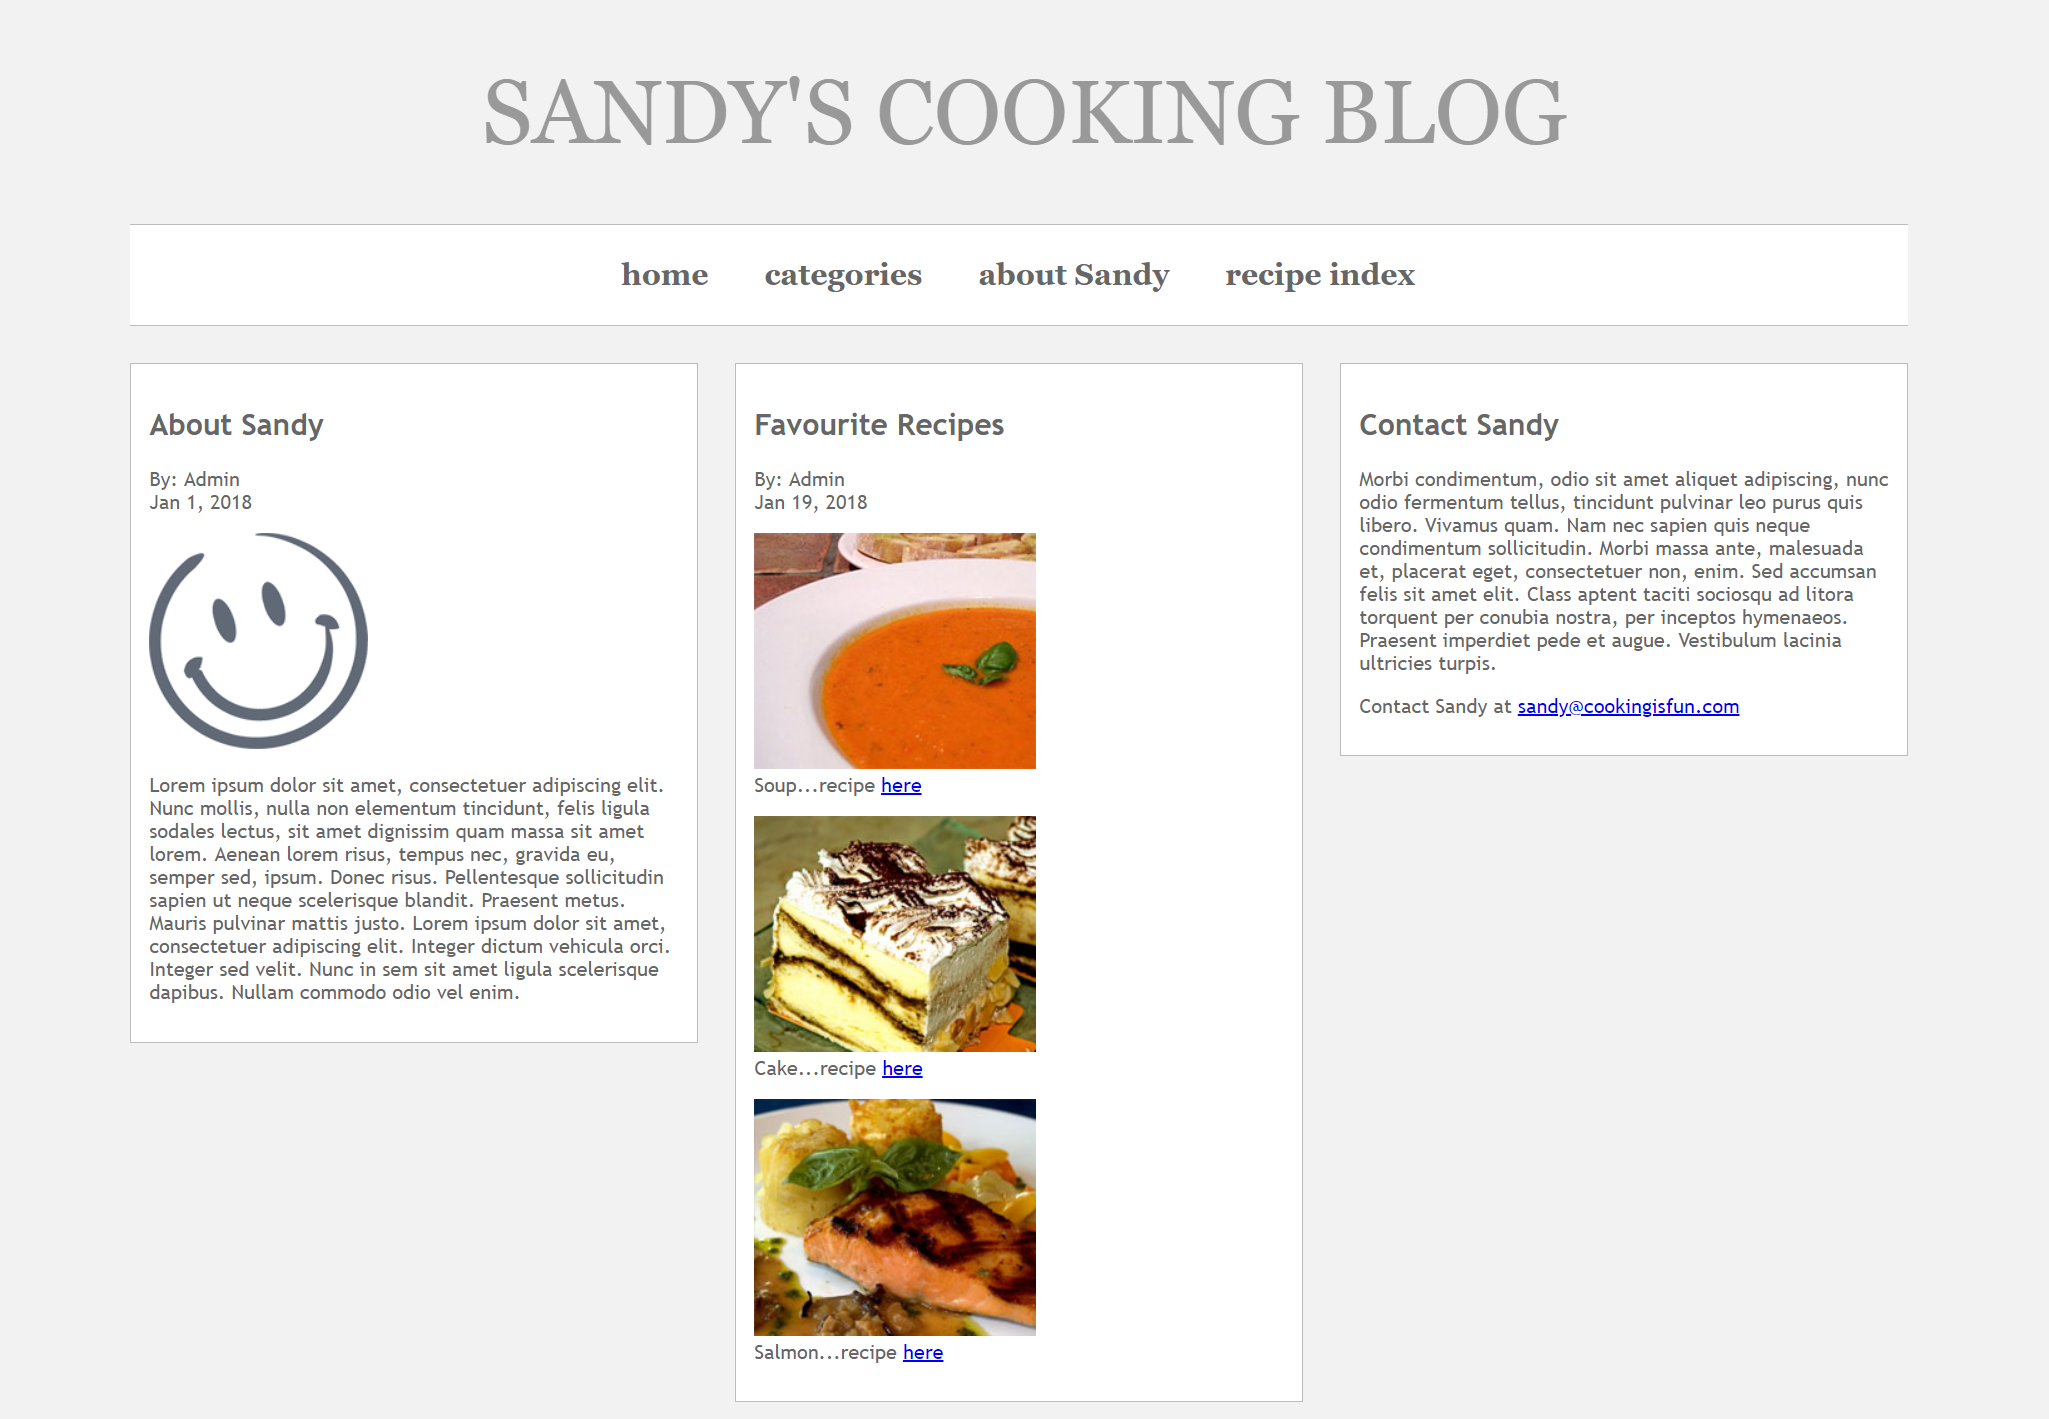 SANDY'S COOKING BLOG
home categories about Sandy recipe index
About Sandy
By: Admin
Jan 1, 2018
Lorem ipsum dolor sit amet, consectetuer adipiscing elit.
Nunc mollis, nulla non elementum tincidunt, felis ligula
sodales lectus, sit amet dignissim quam massa sit amet
lorem. Aenean lorem risus, tempus nec, gravida eu,
semper sed, ipsum. Donec risus. Pellentesque sollicitudin
sapien ut neque scelerisque blandit. Praesent metus.
Mauris pulvinar mattis justo. Lorem ipsum dolor sit amet,
consectetuer adipiscing elit. Integer dictum vehicula orci.
Integer sed velit. Nunc in sem sit amet ligula scelerisque
dapibus. Nullam commodo odio vel enim.
Favourite Recipes
By: Admin
Jan 19, 2018
Soup...recipe here
Cake...recipe here
Salmon...recipe here
Contact Sandy
Morbi condimentum, odio sit amet aliquet adipiscing, nunc
odio fermentum tellus, tincidunt pulvinar leo purus quis
libero. Vivamus quam. Nam nec sapien quis neque
condimentum sollicitudin. Morbi massa ante, malesuada
et, placerat eget, consectetuer non, enim. Sed accumsan
felis sit amet elit. Class aptent taciti sociosqu ad litora
torquent per conubia nostra, per inceptos hymenaeos.
Praesent imperdiet pede et augue. Vestibulum lacinia
ultricies turpis.
Contact Sandy at sandy@cookingisfun.com